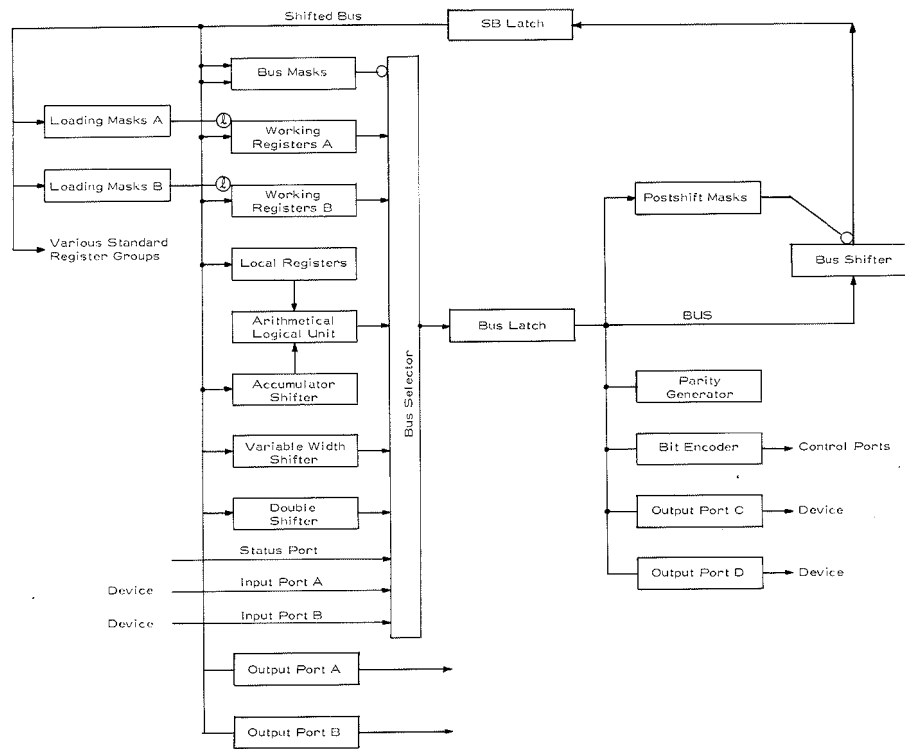 Shifted Bus
SB Latch
Bus Masks
Loading Masks A
ℓ
Working
Registers A
Loading Masks B
ℓ
Working
Registers B
Postshift Masks
Various Standard
Register Groups
Local Registers
Bus Shifter
Arithmetical
Logical Unit
Bus Selector
Bus Latch
BUS
Accumulator
Shifter
Parity
Generator
Variable Width
Shifter
Bit Encoder
Control Ports
Double
Shifter
Output Port C
Device
Status Port
Output Port D
Device
Device
Input Port A
Device
Input Port B
Output Port A
Output Port B